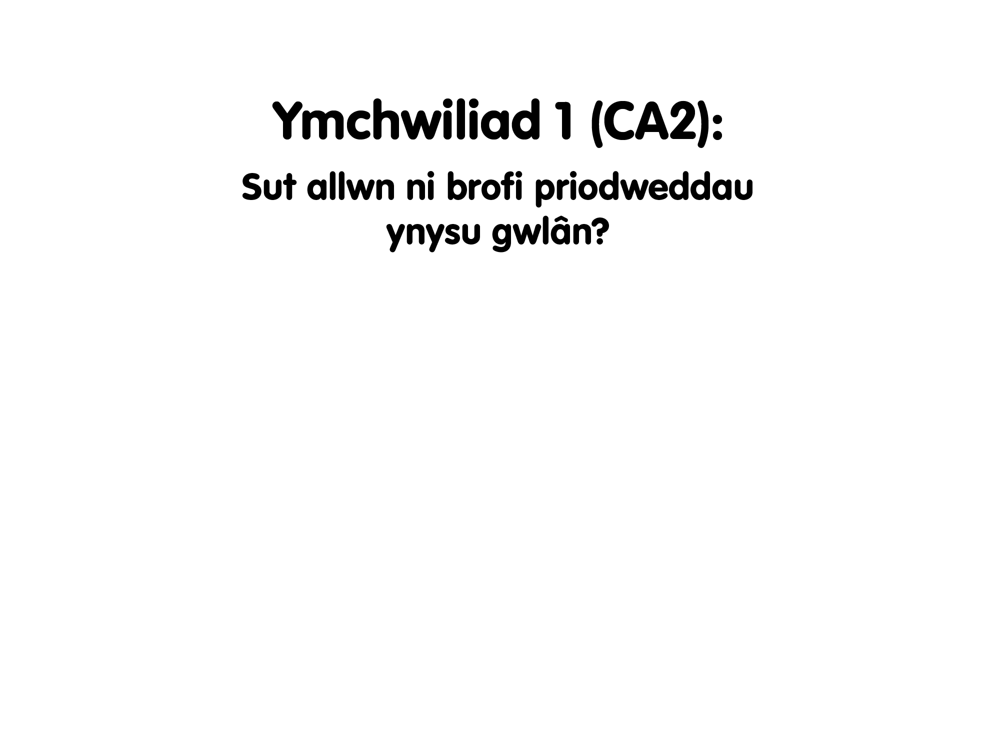 Ymchwiliad 1 (CA2):
Sut allwn ni brofi priodweddau
ynysu gwlân?